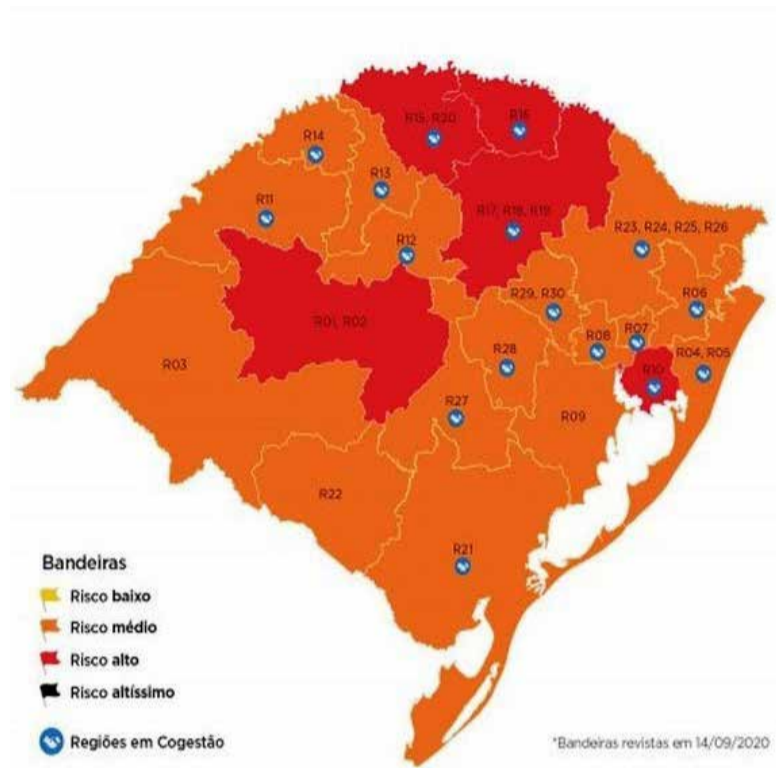 R15, R20
R16
R14
R13
R11
R17, R18, R19
R23, R24, R25, R26
R12
R29, R30
R06
R01, R02
R08
R07
R04, R05
R28
R10
R03
R27
R09
R22
R21
Bandeiras
Risco baixo
Risco médio
Risco alto
Risco altíssimo
Regiões em Cogestão
*Bandeiras revistas em 14/09/2020